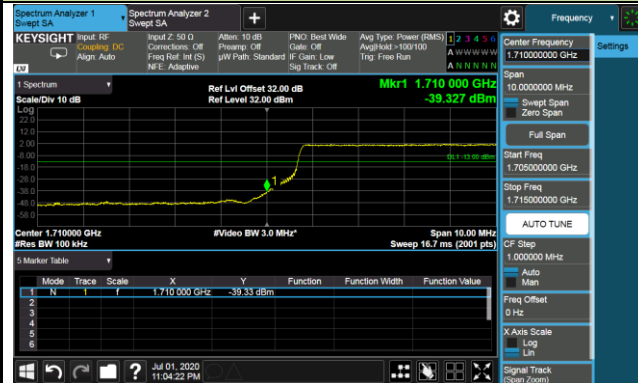 Spectrum Analyzer 1
Swept SA
Spectrum Analyzer 2
Swept SA
+
Frequency
KEYSIGHT
Input: RF
Coupling: DC
Align: Auto
Input Z: 50 Ω
Corrections: Off
Freq Ref: Int (S)
NFE: Adaptive
Atten: 10 dB
Preamp: Off
µW Path: Standard
PNO: Best Wide
Gate: Off
IF Gain: Low
Sig Track: Off
Avg Type: Power (RMS)
Avg|Hold:>100/100
Trig: Free Run
1 2 3 4 5 6
A W W W W W
A N N N N N
LXI
1 Spectrum
Scale/Div 10 dB
Ref Lvl Offset 32.00 dB
Ref Level 32.00 dBm
Mkr1 1.710 000 GHz
-39.327 dBm
Log
22.0
12.0
2.00
-8.00
-18.0
-28.0
-38.0
-48.0
-58.0
DL1 -13.00 dBm
1
Center 1.710000 GHz
#Res BW 100 kHz
#Video BW 3.0 MHz*
Span 10.00 MHz
Sweep 16.7 ms (2001 pts)
5 Marker Table
Mode Trace Scale X Y Function Function Width Function Value
1 N 1 f 1.710 000 GHz -39.33 dBm
2
3
4
5
6
Jul 01, 2020
11:04:22 PM
Center Frequency
1.710000000 GHz
Settings
Span
10.0000000 MHz
Swept Span
Zero Span
Full Span
Start Freq
1.705000000 GHz
Stop Freq
1.715000000 GHz
AUTO TUNE
CF Step
1.000000 MHz
Auto
Man
Freq Offset
0 Hz
X Axis Scale
Log
Lin
Signal Track
(Span Zoom)